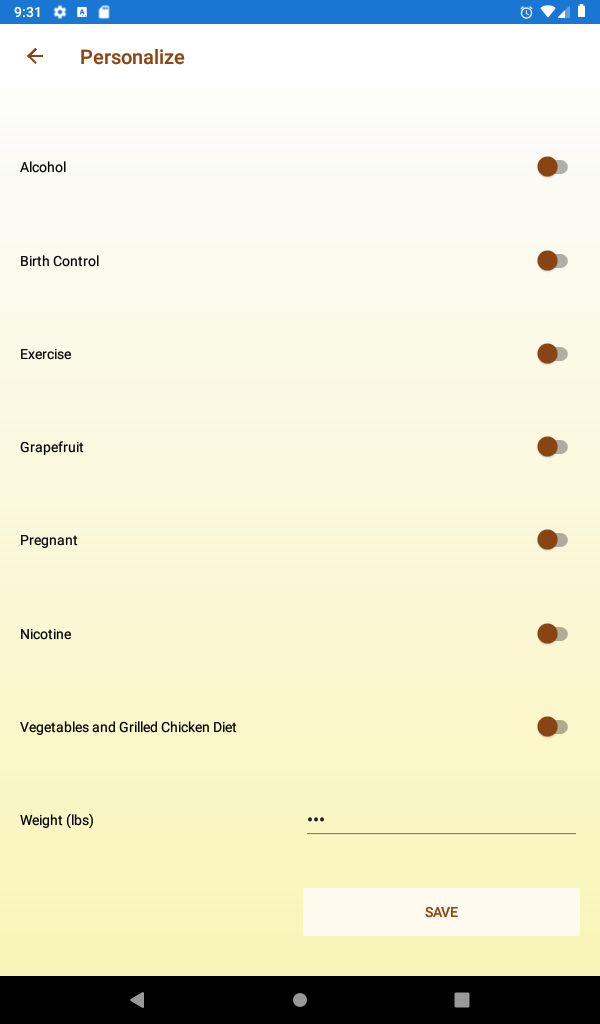 9:31
Personalize
Alcohol
Birth Control
Exercise
Grapefruit
Pregnant
Nicotine
Vegetables and Grilled Chicken Diet
Weight (lbs)
•••
SAVE